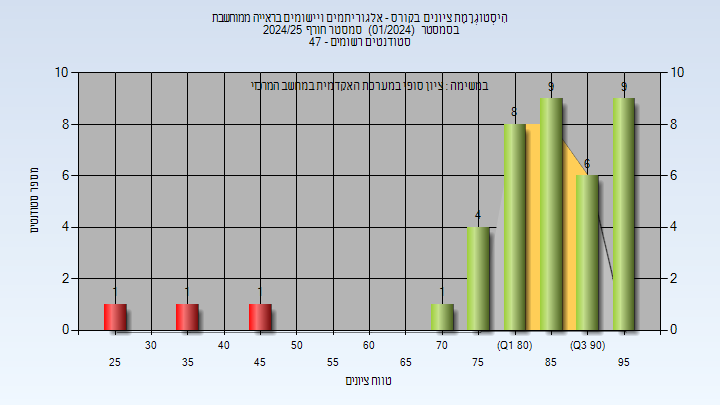 הִיסְטוֹגְרָמַת ציונים בקורס - אלגוריתמים ויישומים בראייה ממוחשבת
בסמסטר (01/2024) סמסטר חורף 2024/25
סטודנטים רשומים - 47
במשימה : ציון סופי במערכת האקדמית במחשב המרכזי
10 10
8 8
6 6
4 4
2 2
0 0
1 1 1 1 4 8 9 6 9
מספר סטודנטים
30 40 50 60 70 (Q1 80) (Q3 90)
25 35 45 55 65 75 85 95
טווח ציונים